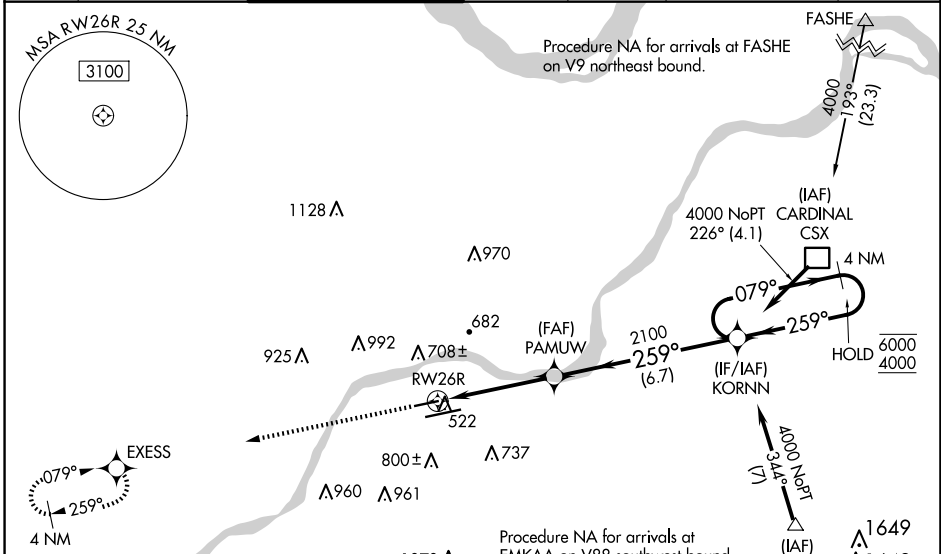 MSA RW26R 25 NM
3100
FASHE
Procedure NA for arrivals at FASHE
on V9 northeast bound.
4000
193°
(23.3)
(IAF)
CARDINAL
CSX
4000 NoPT
226° (4.1)
4 NM
1128
970
079°
259°
HOLD
6000
4000
682
(FAF)
PAMUW
2100
259°
(6.7)
(IF/IAF)
KORNN
925
992
708±
RW26R
522
EXESS
079°
259°
4 NM
800±
737
960
961
4000 NoPT
344°
(7)
(IAF)
1649
Procedure NA for arrivals at